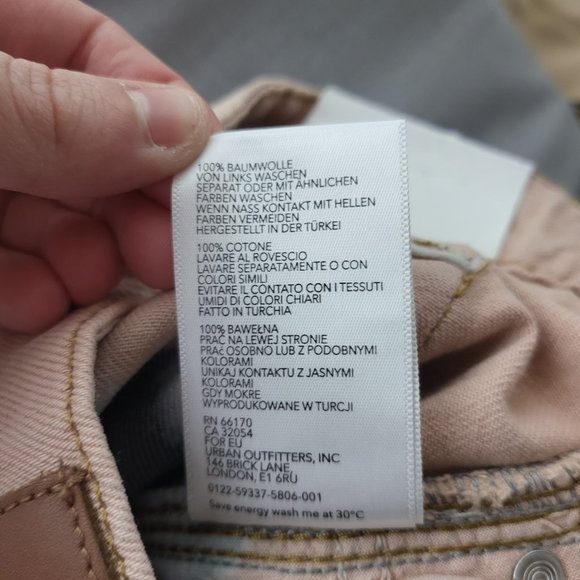 100% BAUMWOLLE
VON LINKS WASCHEN
SEPARAT ODER MIT ÄHNLICHEN
FARBEN WASCHEN
WENN NASS KONTAKT MIT HELLEN
FARBEN VERMEIDEN
HERGESTELLT IN DER TÜRKEI
100% COTONE
LAVARE AL ROVESCIO
LAVARE SEPARATAMENTE O CON
COLORI SIMILI
EVITARE IL CONTATO CON I TESSUTI
UMIDI DI COLORI CHIARI
FATTO IN TURCHIA
100% BAWEŁNA
PRAĆ NA LEWEJ STRONIE
PRAĆ OSOBNO LUB Z PODOBNYMI
KOLORAMI
UNIKAJ KONTAKTU Z JASNYMI
KOLORAMI
GDY MOKRE
WYPRODUKOWANE W TURCJI
RN 66170
CA 32054
FOR EU
URBAN OUTFITTERS, INC
146 BRICK LANE,
LONDON, E1 6RU
0122-59337-5806-001
Save energy wash me at 30°C